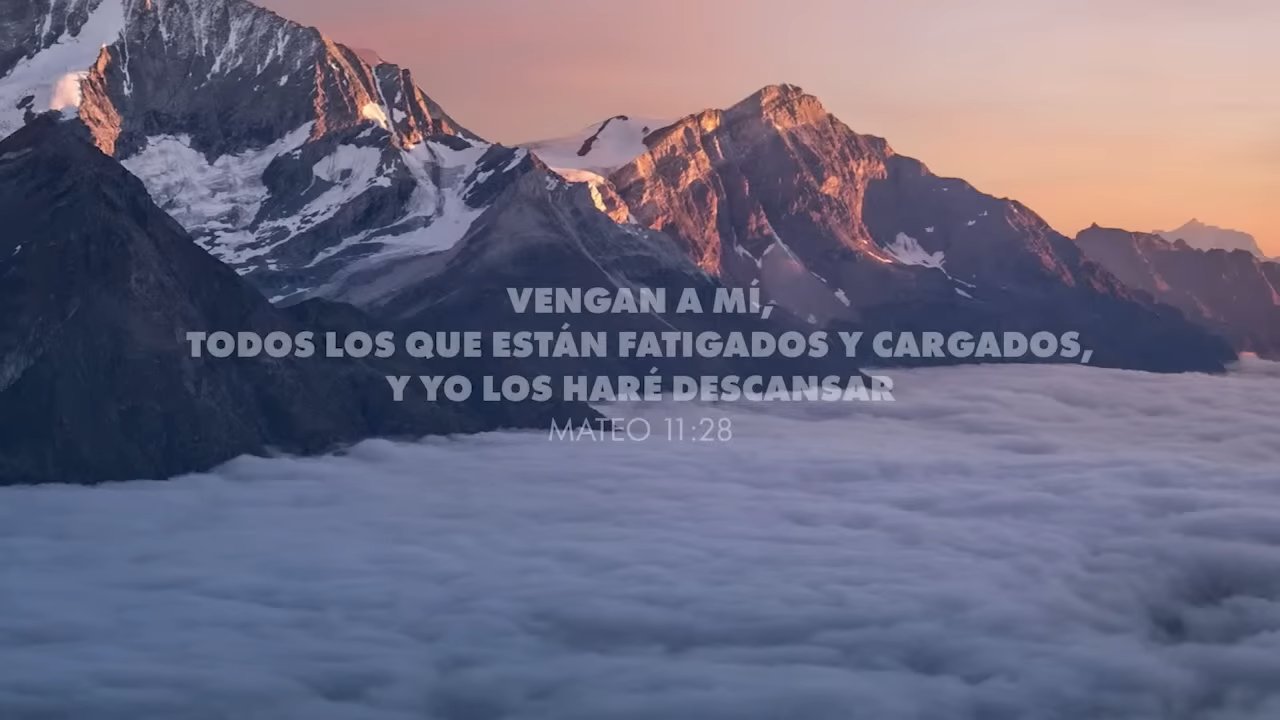 VENGAN A MÍ,
TODOS LOS QUE ESTÁN FATIGADOS Y CARGADOS,
Y YO LOS HARÉ DESCANSAR
MATEO 11:28